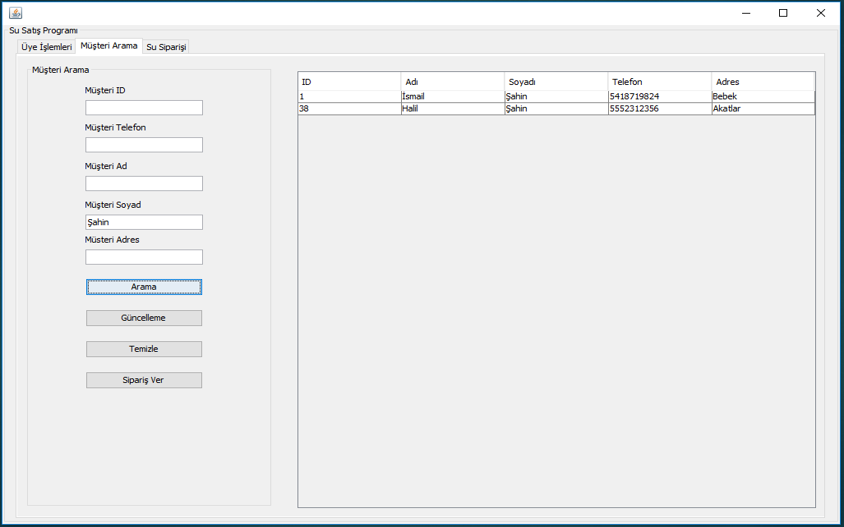 Su Satış Programı
Üye İşlemleri Müşteri Arama Su Siparişi
Müşteri Arama
Müşteri ID
Müşteri Telefon
Müşteri Ad
Müşteri Soyad
Şahin
Müsteri Adres
Arama
Güncelleme
Temizle
Sipariş Ver
ID Adı Soyadı Telefon Adres
1 İsmail Şahin 5418719824 Bebek
38 Halil Şahin 5552312356 Akatlar